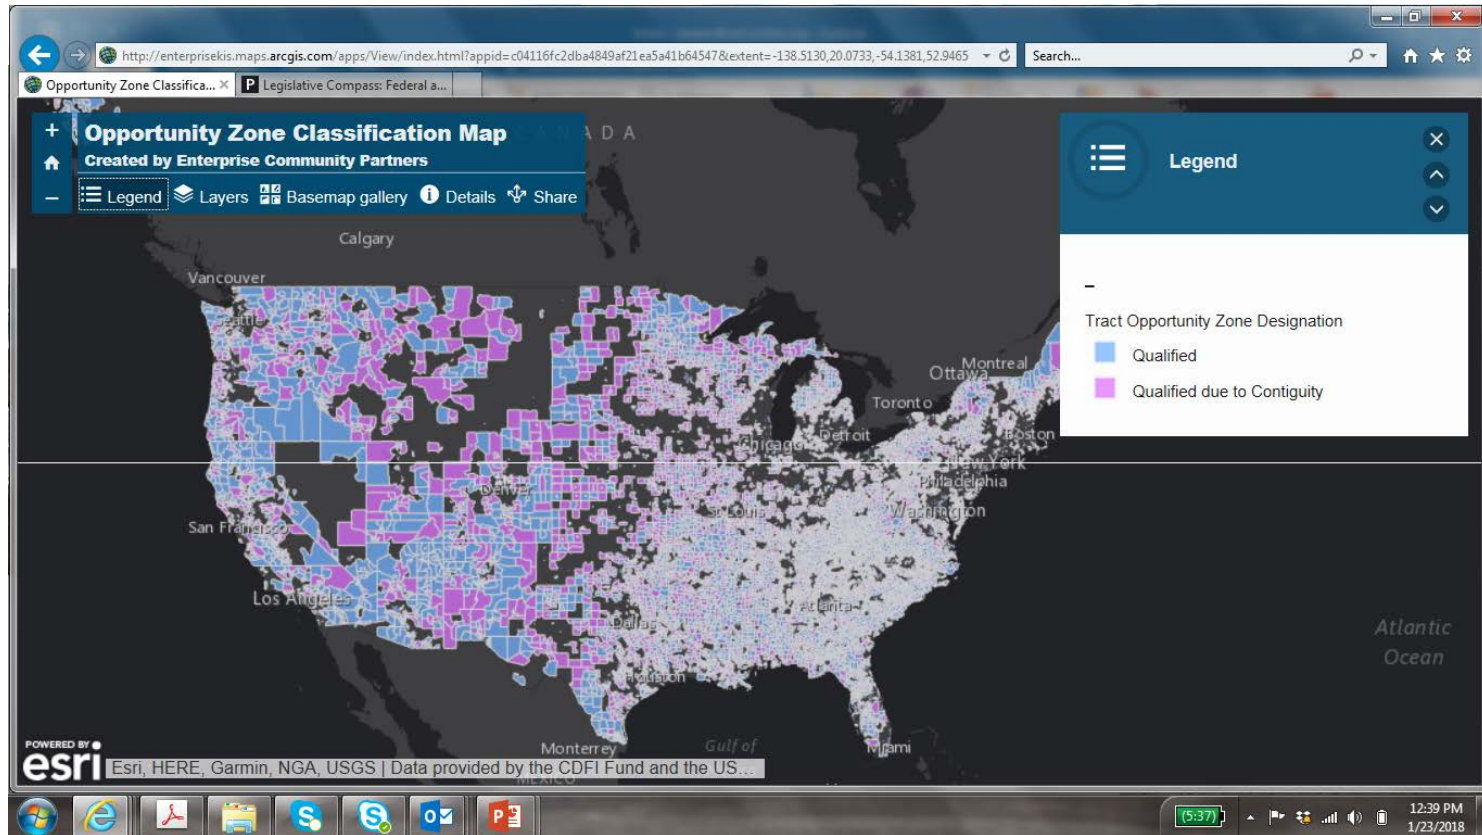 http://enterprisekis.maps.arcgis.com/apps/View/index.html?appid=c04116fc2dba4849af21ea5a41b64547&extent=-138.5130,20.0733,-54.1381,52.9465
Search...
Opportunity Zone Classifica...
Legislative Compass: Federal a...
Opportunity Zone Classification Map
Created by Enterprise Community Partners
Legend
Layers
Basemap gallery
Details
Share
Legend
Tract Opportunity Zone Designation
Qualified
Qualified due to Contiguity
CANADA
Calgary
Vancouver
Seattle
Montreal
Ottawa
Toronto
Boston
Detroit
Chicago
New York
Philadelphia
Denver
St Louis
Washington
San Francisco
Los Angeles
Atlanta
Dallas
Houston
Atlantic
Ocean
Monterrey
Gulf of
Miami
MEXICO
POWERED BY
esri
Esri, HERE, Garmin, NGA, USGS | Data provided by the CDFI Fund and the US...
(5:37)
12:39 PM
1/23/2018